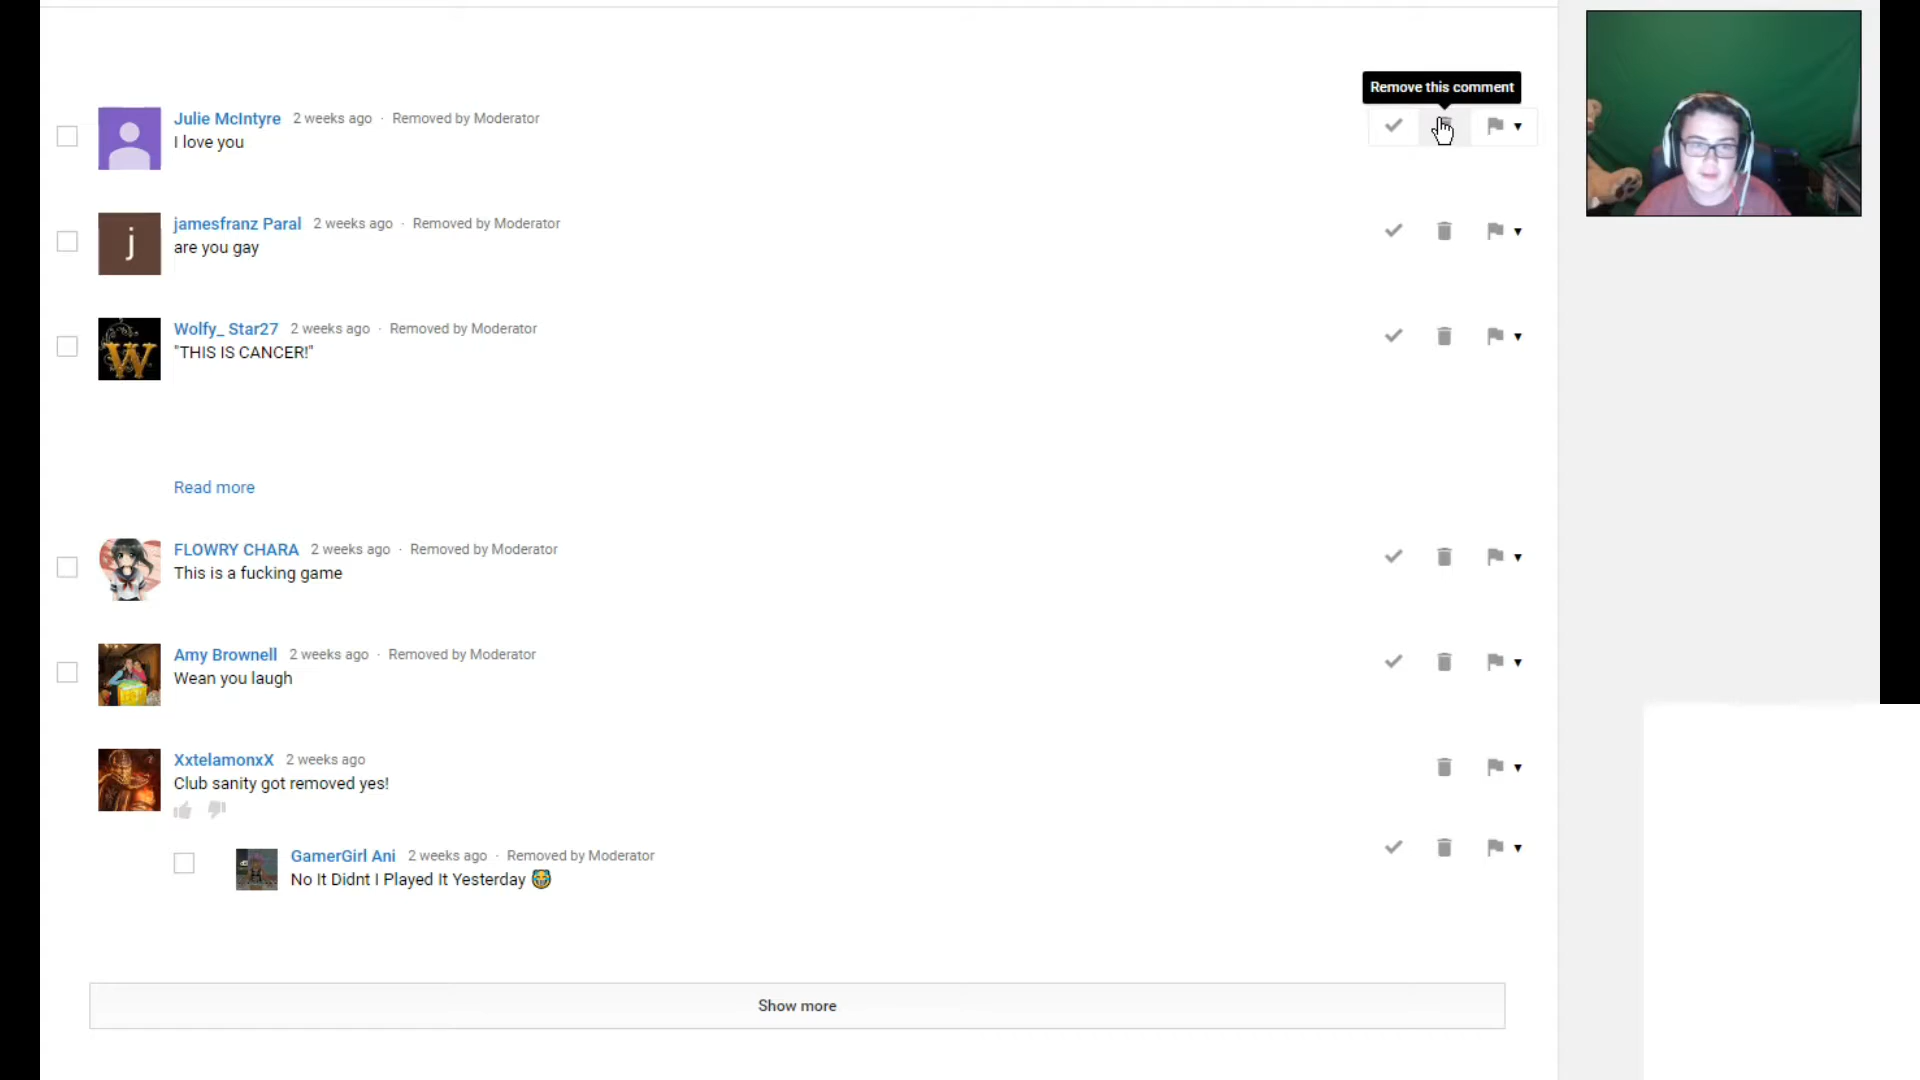 Remove this comment
Julie McIntyre 2 weeks ago · Removed by Moderator
I love you
jamesfranz Paral 2 weeks ago · Removed by Moderator
j
are you gay
Wolfy_ Star27 2 weeks ago · Removed by Moderator
W
"THIS IS CANCER!"
Read more
FLOWRY CHARA 2 weeks ago · Removed by Moderator
This is a fucking game
Amy Brownell 2 weeks ago · Removed by Moderator
Wean you laugh
XxtelamonxX 2 weeks ago
Club sanity got removed yes!
GamerGirl Ani 2 weeks ago · Removed by Moderator
No It Didnt I Played It Yesterday 😹
Show more